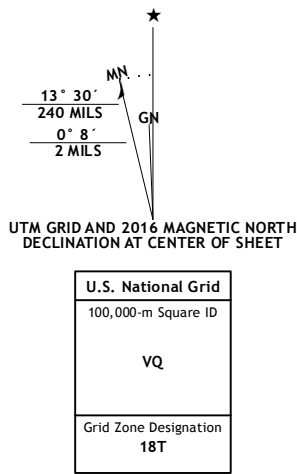 ★
MN
GN
13° 30´
240 MILS
0° 8´
2 MILS
UTM GRID AND 2016 MAGNETIC NORTH
DECLINATION AT CENTER OF SHEET
U.S. National Grid
100,000-m Square ID
VQ
Grid Zone Designation
18T